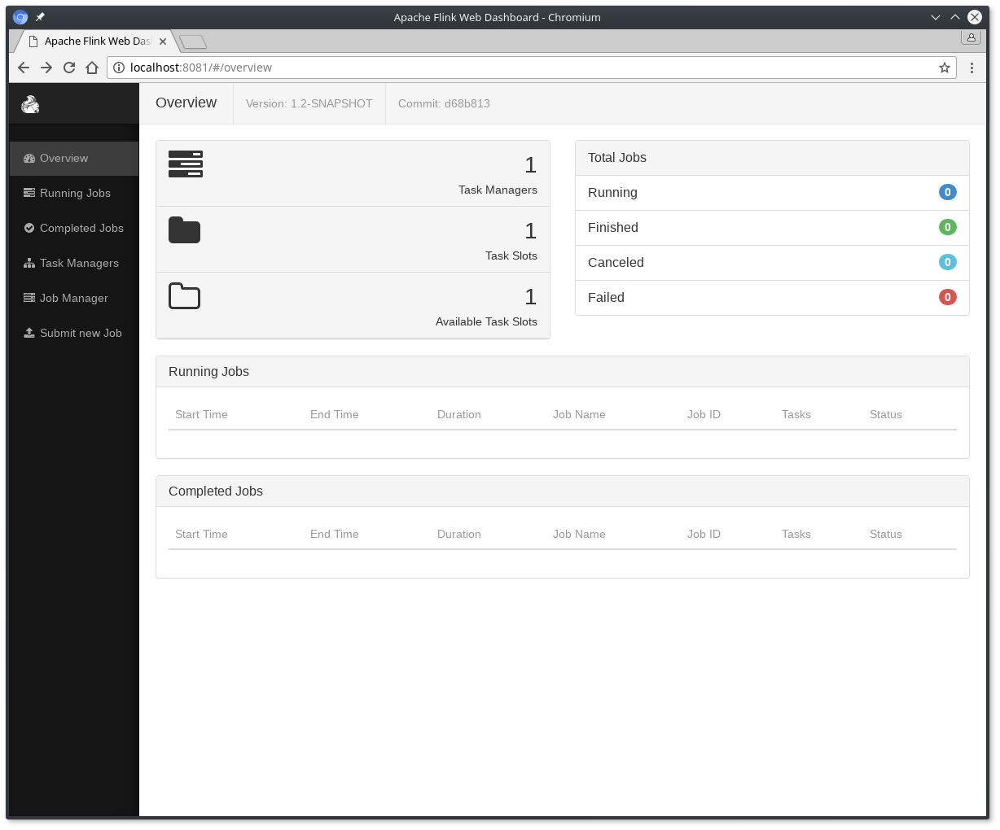 Apache Flink Web Dashboard - Chromium
Apache Flink Web Das
localhost:8081/#/overview
Overview
Version: 1.2-SNAPSHOT
Commit: d68b813
Overview
Running Jobs
Completed Jobs
Task Managers
Job Manager
Submit new Job
1
Task Managers
1
Task Slots
1
Available Task Slots
Total Jobs
Running 0
Finished 0
Canceled 0
Failed 0
Running Jobs
Start Time End Time Duration Job Name Job ID Tasks Status
Completed Jobs
Start Time End Time Duration Job Name Job ID Tasks Status